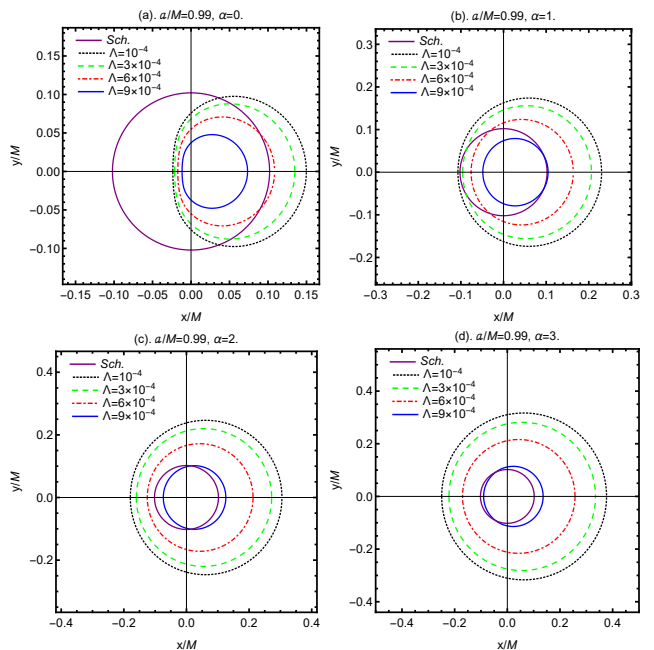 (a). a/M=0.99, α=0.
Sch.
Λ=10⁻⁴
Λ=3×10⁻⁴
Λ=6×10⁻⁴
Λ=9×10⁻⁴
0.15
0.10
0.05
0.00
-0.05
-0.10
y/M
-0.15 -0.10 -0.05 0.00 0.05 0.10 0.15
x/M
(b). a/M=0.99, α=1.
Sch.
Λ=10⁻⁴
Λ=3×10⁻⁴
Λ=6×10⁻⁴
Λ=9×10⁻⁴
0.3
0.2
0.1
0.0
-0.1
-0.2
y/M
-0.3 -0.2 -0.1 0.0 0.1 0.2 0.3
x/M
(c). a/M=0.99, α=2.
Sch.
Λ=10⁻⁴
Λ=3×10⁻⁴
Λ=6×10⁻⁴
Λ=9×10⁻⁴
0.4
0.2
0.0
-0.2
y/M
-0.4 -0.2 0.0 0.2 0.4
x/M
(d). a/M=0.99, α=3.
Sch.
Λ=10⁻⁴
Λ=3×10⁻⁴
Λ=6×10⁻⁴
Λ=9×10⁻⁴
0.4
0.2
0.0
-0.2
-0.4
y/M
-0.4 -0.2 0.0 0.2 0.4
x/M